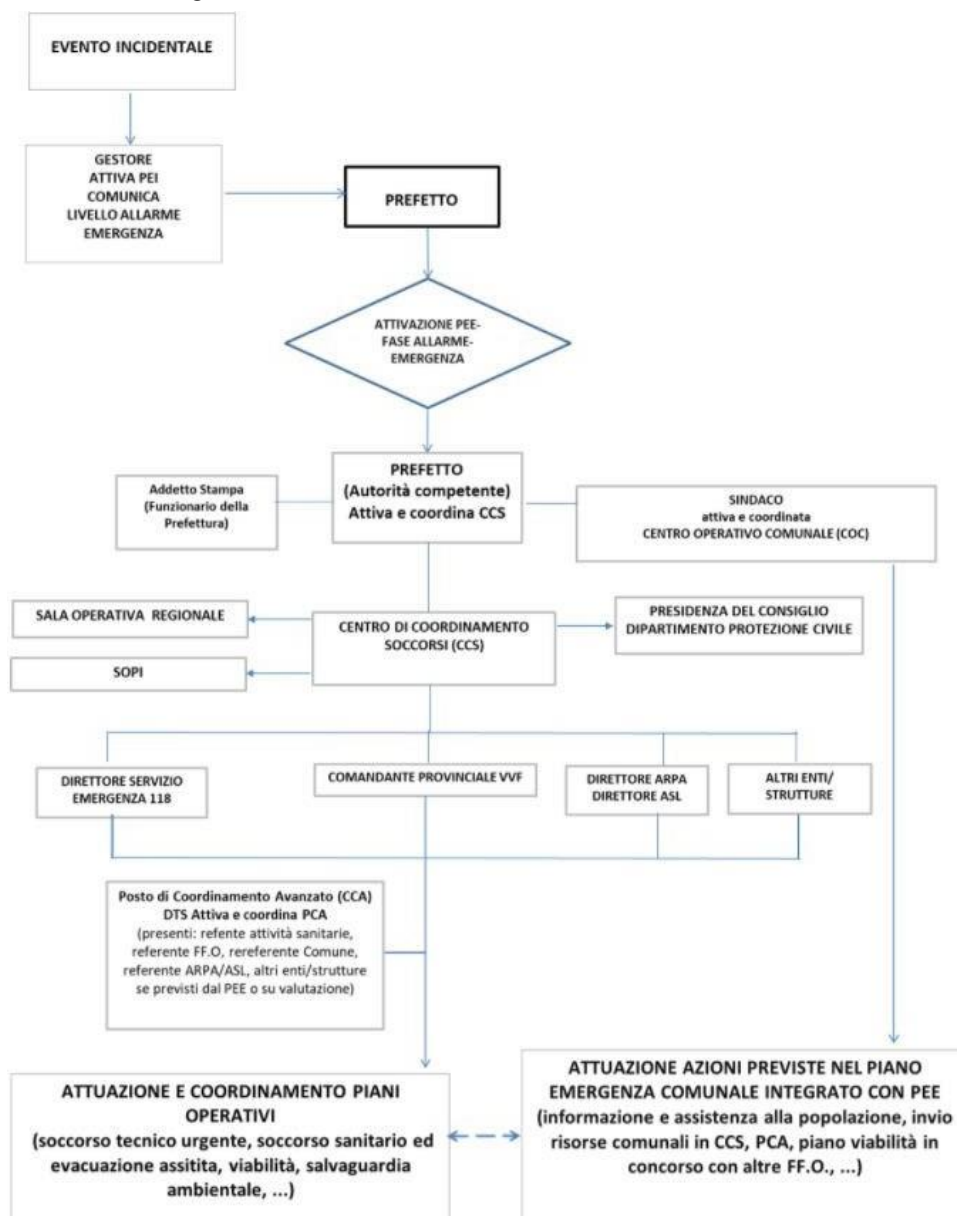 EVENTO INCIDENTALE
GESTORE
ATTIVA PEI
COMUNICA
LIVELLO ALLARME
EMERGENZA
PREFETTO
ATTIVAZIONE PEE-
FASE ALLARME-
EMERGENZA
PREFETTO
(Autorità competente)
Attiva e coordina CCS
Addetto Stampa
(Funzionario della
Prefettura)
SINDACO
attiva e coordinata
CENTRO OPERATIVO COMUNALE (COC)
SALA OPERATIVA REGIONALE
CENTRO DI COORDINAMENTO
SOCCORSI (CCS)
PRESIDENZA DEL CONSIGLIO
DIPARTIMENTO PROTEZIONE CIVILE
SOPI
DIRETTORE SERVIZIO
EMERGENZA 118
COMANDANTE PROVINCIALE VVF
DIRETTORE ARPA
DIRETTORE ASL
ALTRI ENTI/
STRUTTURE
Posto di Coordinamento Avanzato (CCA)
DTS Attiva e coordina PCA
(presenti: refente attività sanitarie,
referente FF.O, rereferente Comune,
referente ARPA/ASL, altri enti/strutture
se previsti dal PEE o su valutazione)
ATTUAZIONE E COORDINAMENTO PIANI
OPERATIVI
(soccorso tecnico urgente, soccorso sanitario ed
evacuazione assitita, viabilità, salvaguardia
ambientale, ...)
ATTUAZIONE AZIONI PREVISTE NEL PIANO
EMERGENZA COMUNALE INTEGRATO CON PEE
(informazione e assistenza alla popolazione, invio
risorse comunali in CCS, PCA, piano viabilità in
concorso con altre FF.O., ...)